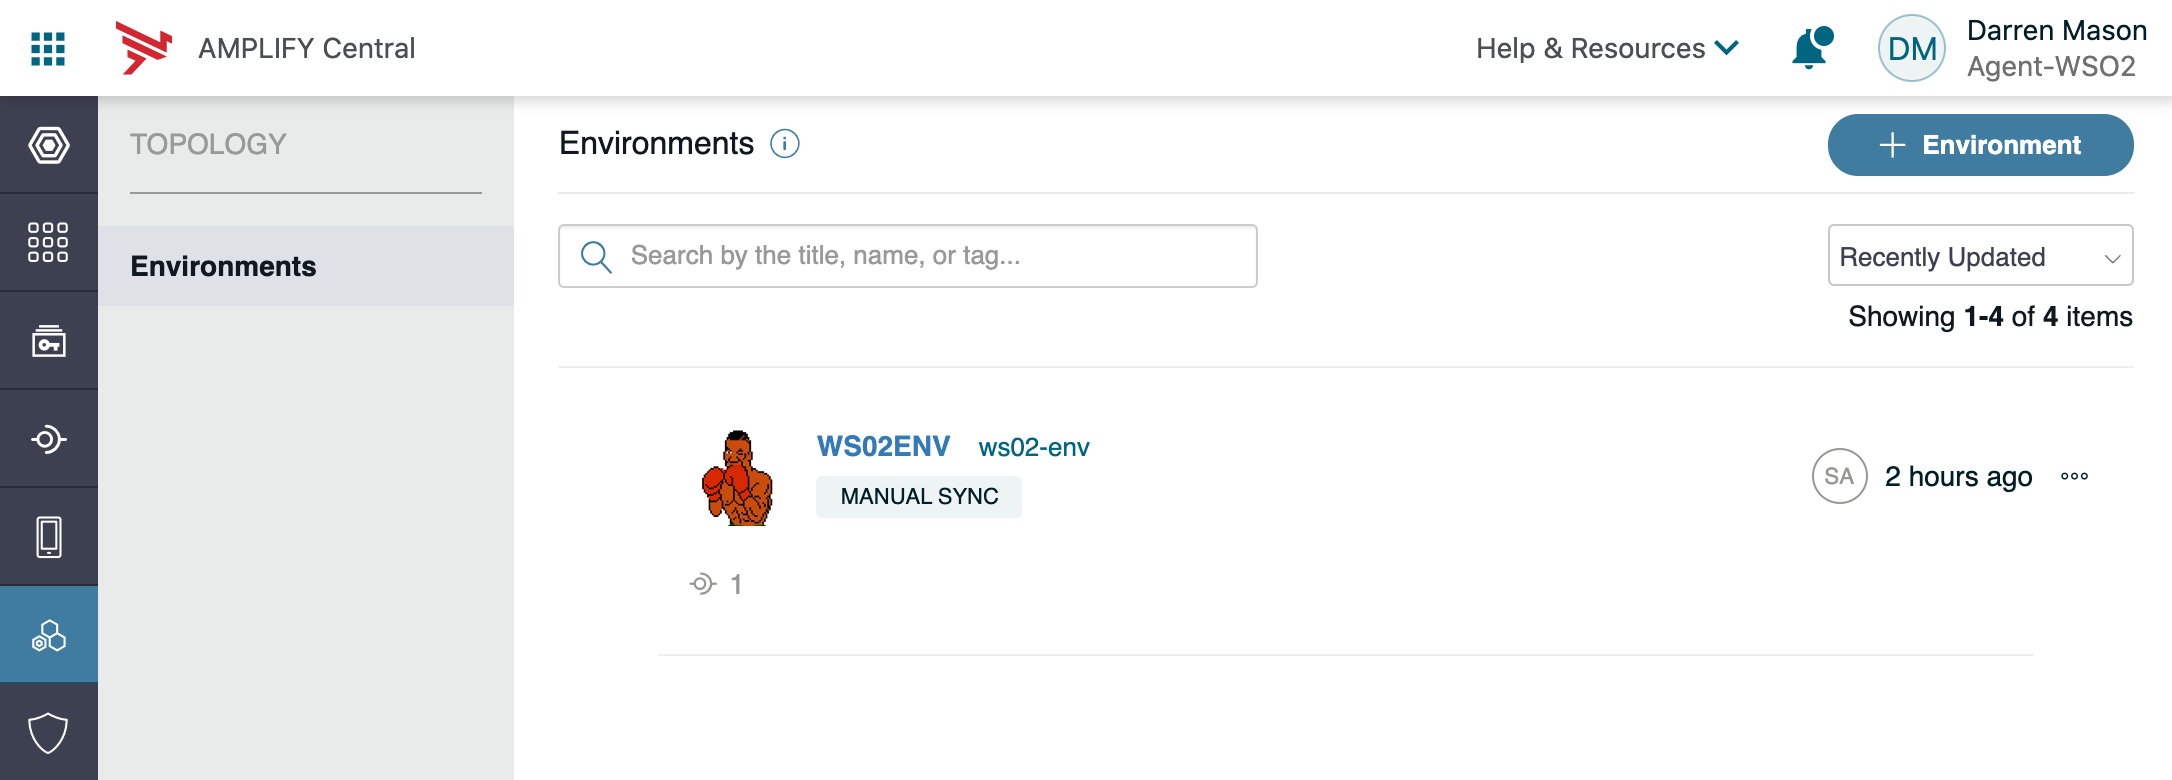 AMPLIFY Central
Help & Resources
DM
Darren Mason
Agent-WSO2
TOPOLOGY
Environments
Environments
Environment
Search by the title, name, or tag...
Recently Updated
Showing 1-4 of 4 items
WS02ENV ws02-env
MANUAL SYNC
SA 2 hours ago
1